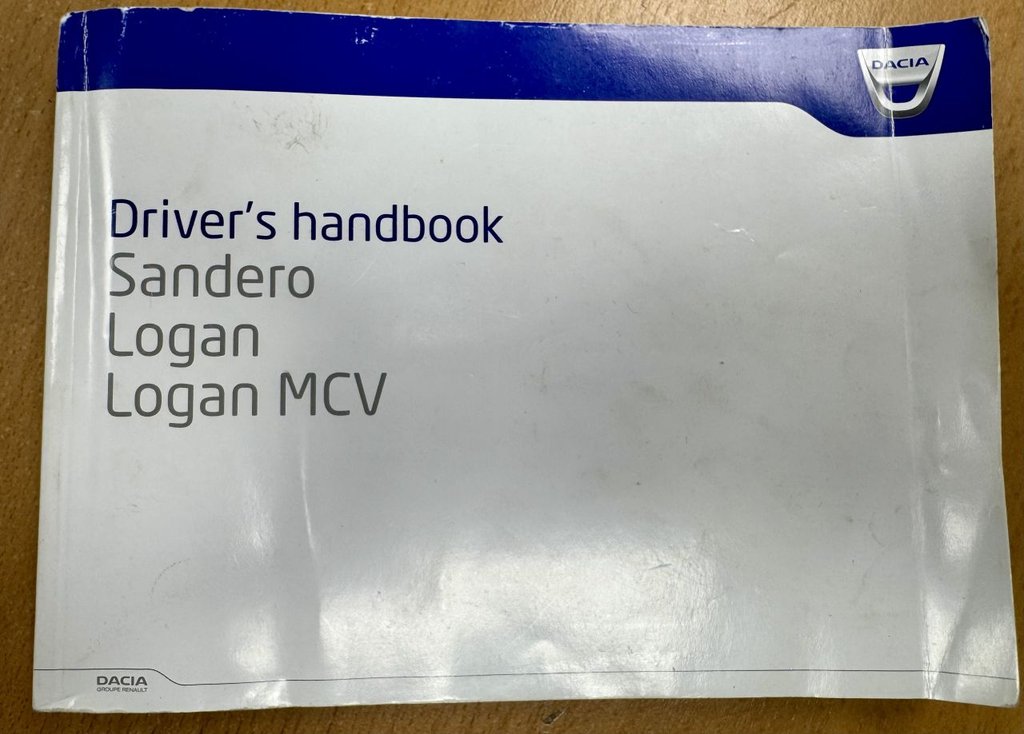 DACIA
Driver's handbook
Sandero
Logan
Logan MCV
DACIA
GROUPE RENAULT